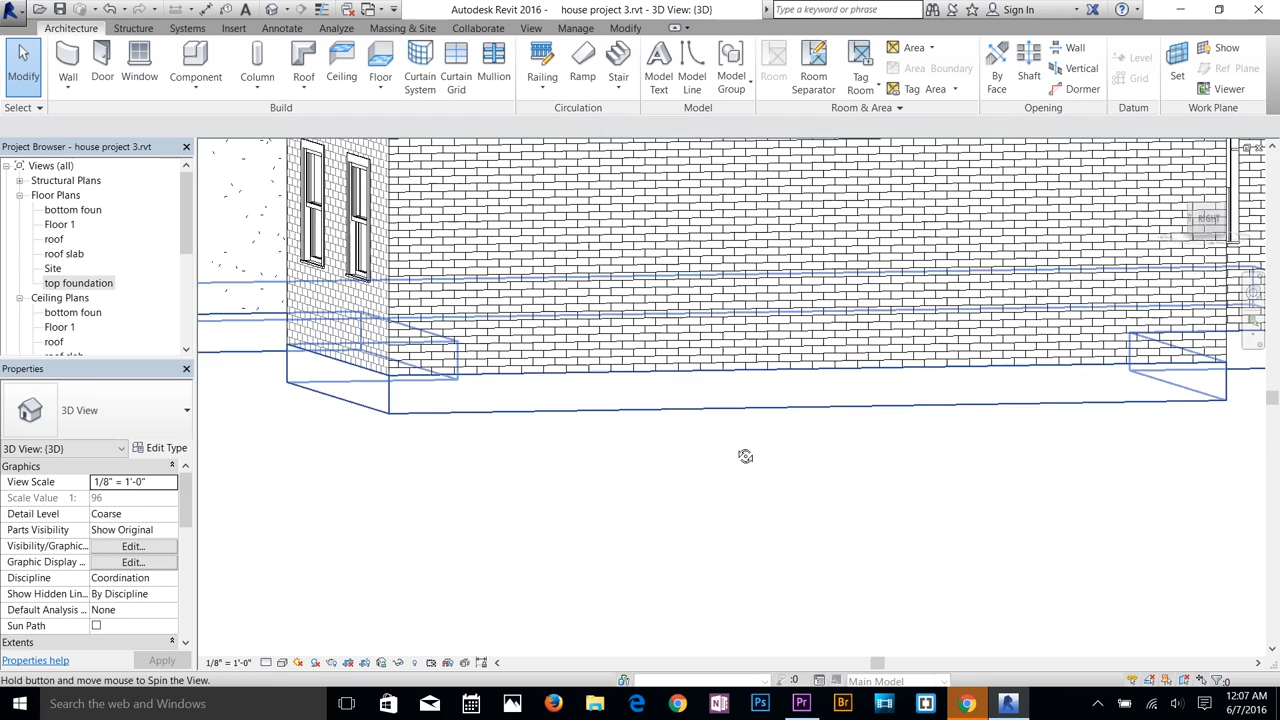 Autodesk Revit 2016 - house project 3.rvt - 3D View: {3D}
Type a keyword or phrase
Sign In
Architecture Structure Systems Insert Annotate Analyze Massing & Site Collaborate View Manage Modify
Modify Wall Door Window Component Column Roof Ceiling Floor Curtain System Curtain Grid Mullion Railing Ramp Stair Model Text Model Line Model Group Room Room Separator Tag Room
Area
Area Boundary
Tag Area
By Face Shaft
Wall
Vertical
Dormer
Level
Grid
Set
Show
Ref Plane
Viewer
Select Build Circulation Model Room & Area Opening Datum Work Plane
Project Browser - house project 3.rvt
Views (all)
Structural Plans
Floor Plans
bottom foun
Floor 1
roof
roof slab
Site
top foundation
Ceiling Plans
bottom foun
Floor 1
roof
roof slab
Properties
3D View
3D View: {3D} Edit Type
Graphics
View Scale 1/8" = 1'-0"
Scale Value 1: 96
Detail Level Coarse
Parts Visibility Show Original
Visibility/Graphic... Edit...
Graphic Display ... Edit...
Discipline Coordination
Show Hidden Lin... By Discipline
Default Analysis ... None
Sun Path
Extents
Properties help Apply
RIGHT
1/8" = 1'-0"
Hold button and move mouse to Spin the View.
:0
Main Model
:0
Search the web and Windows
Ps
Pr
Br
12:07 AM
6/7/2016